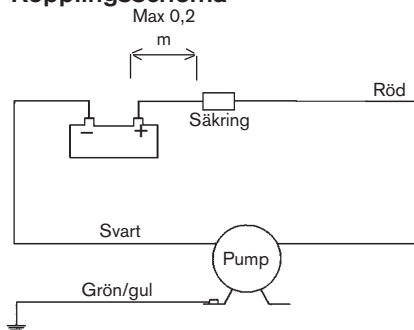 Kopplingsschema
Max 0,2
m
Röd
Säkring
− +
Svart
Pump
Grön/gul